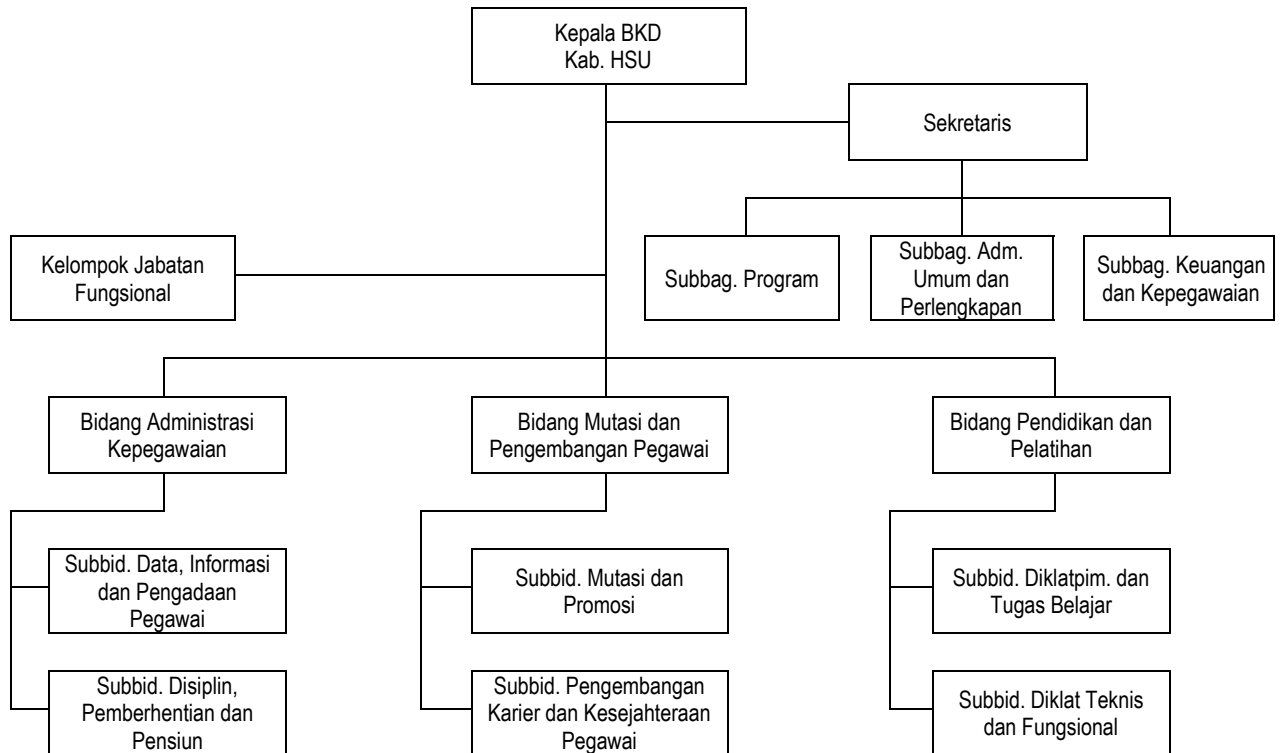 Kepala BKD
Kab. HSU
Sekretaris
Kelompok Jabatan
Fungsional
Subbag. Program
Subbag. Adm.
Umum dan
Perlengkapan
Subbag. Keuangan
dan Kepegawaian
Bidang Administrasi
Kepegawaian
Bidang Mutasi dan
Pengembangan Pegawai
Bidang Pendidikan dan
Pelatihan
Subbid. Data, Informasi
dan Pengadaan
Pegawai
Subbid. Mutasi dan
Promosi
Subbid. Diklatpim. dan
Tugas Belajar
Subbid. Disiplin,
Pemberhentian dan
Pensiun
Subbid. Pengembangan
Karier dan Kesejahteraan
Pegawai
Subbid. Diklat Teknis
dan Fungsional